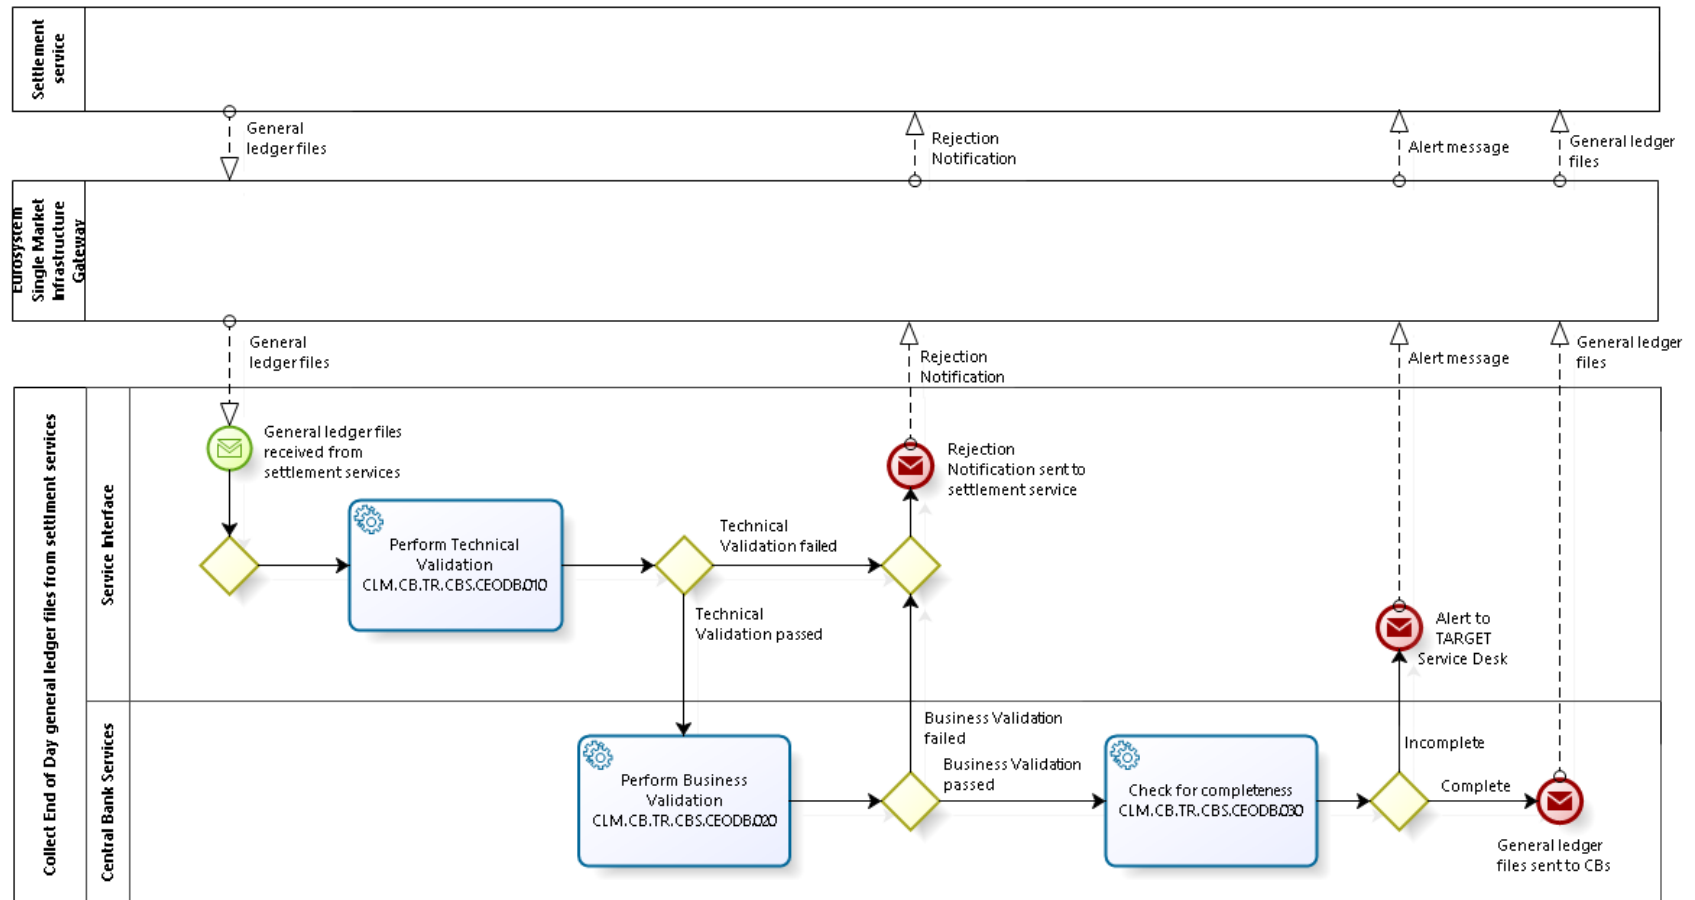 Settlement
service
General
ledger files
Rejection
Notification
Alert message
General ledger
files
Eurosystem
Single Market
Infrastructure
Gateway
General
ledger files
Rejection
Notification
Alert message
General ledger
files
Collect End of Day general ledger files from settlment services
Service Interface
General ledger files
received from
settlement services
Rejection
Notification sent to
settlement service
Perform Technical
Validation
CLM.CB.TR.CBS.CEODB.010
Technical
Validation failed
Technical
Validation passed
Alert to
TARGET
Service Desk
Central Bank Services
Perform Business
Validation
CLM.CB.TR.CBS.CEODB.020
Business Validation
failed
Business Validation
passed
Check for completeness
CLM.CB.TR.CBS.CEODB.030
Incomplete
Complete
General ledger
files sent to CBs